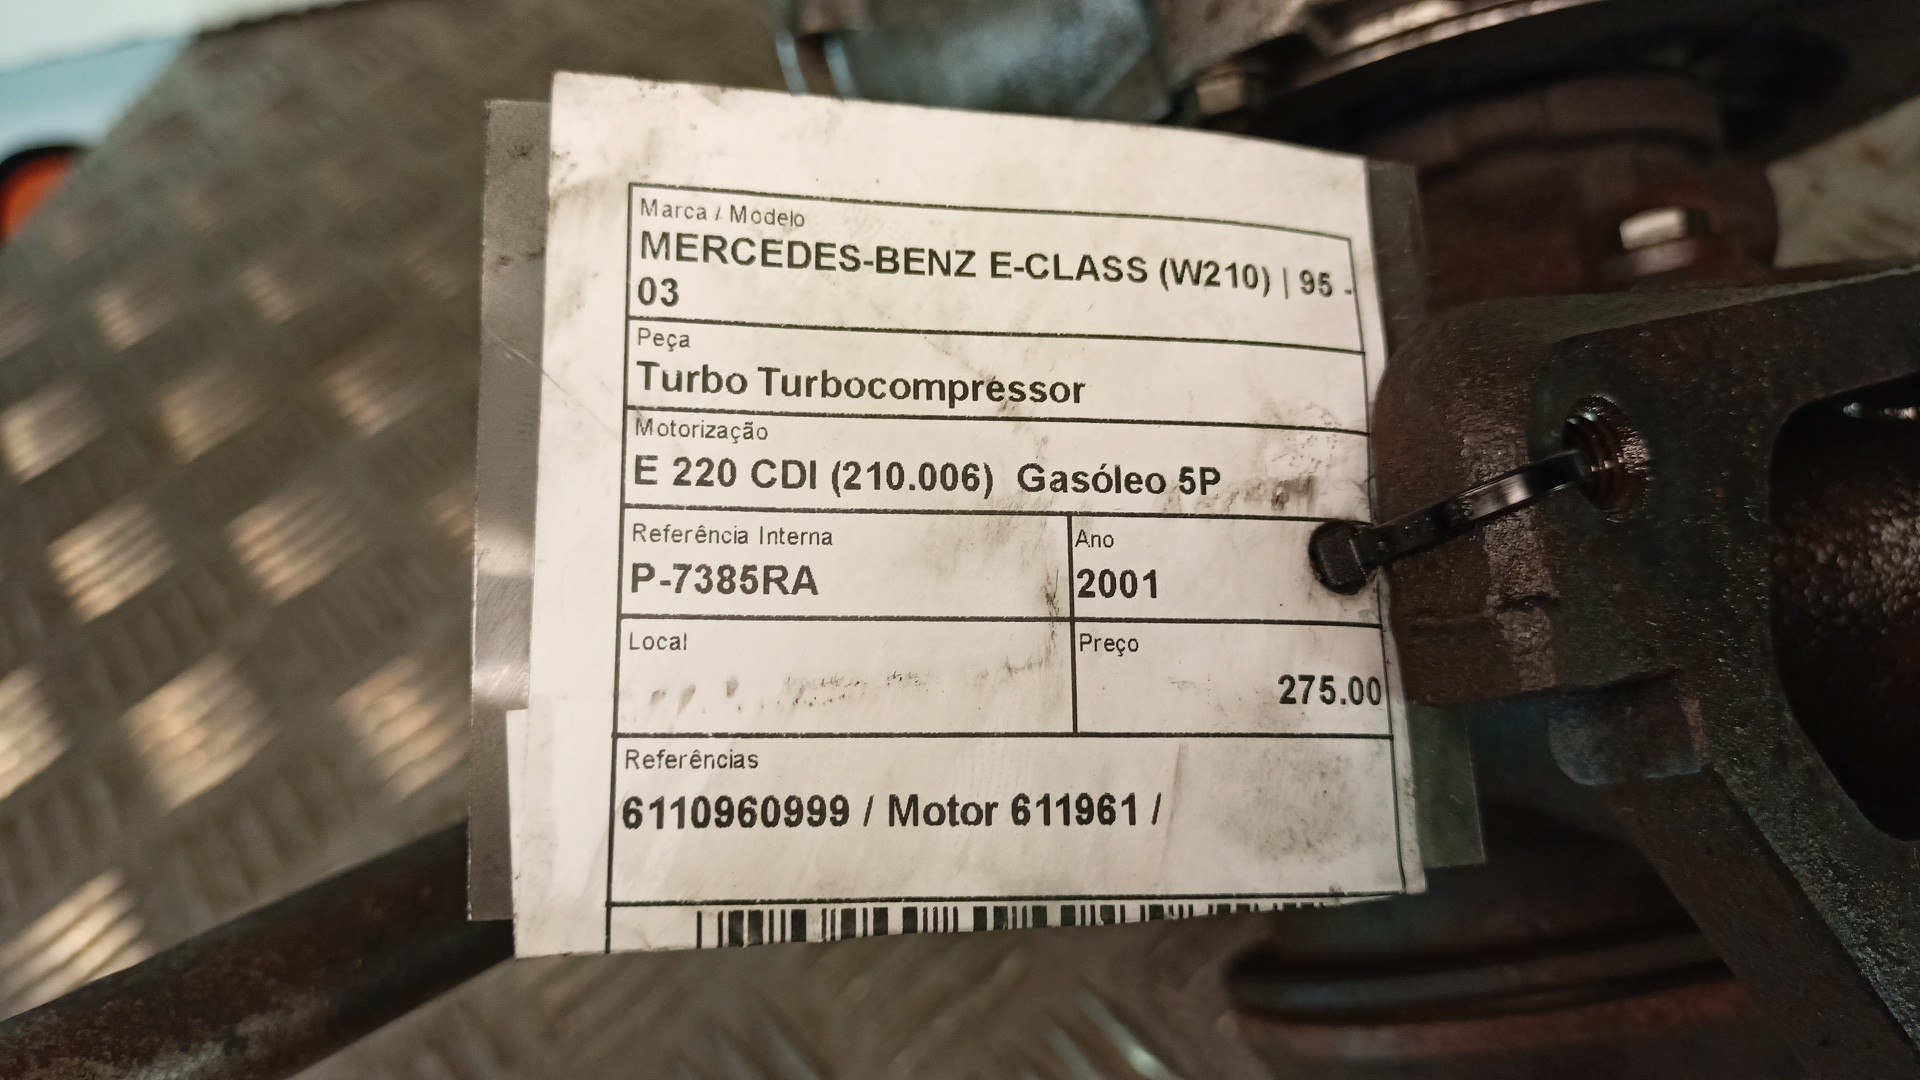 Marca / Modelo
MERCEDES-BENZ E-CLASS (W210) | 95 -
03
Peça
Turbo Turbocompressor
Motorização
E 220 CDI (210.006) Gasóleo 5P
Referência Interna
P-7385RA
Ano
2001
Local
Preço
275.00
Referências
6110960999 / Motor 611961 /